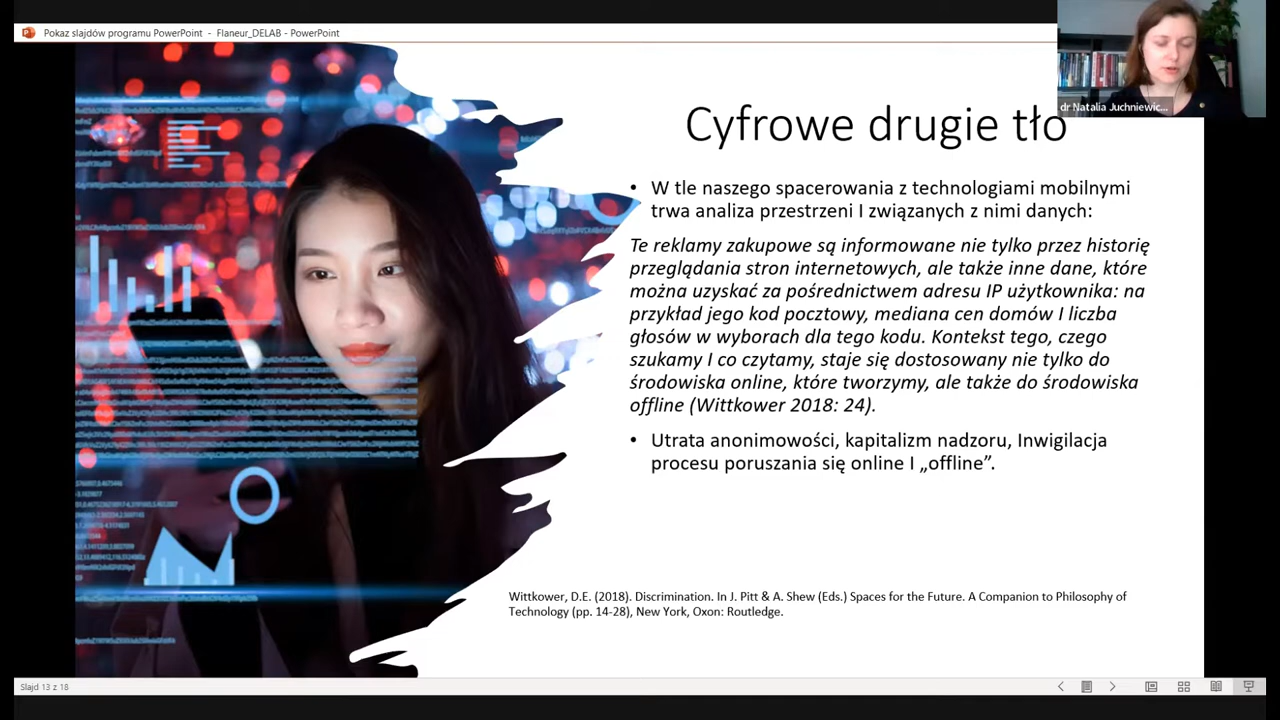 Pokaz slajdów programu PowerPoint - Flaneur_DELAB - PowerPoint
dr Natalia Juchniewic...
Cyfrowe drugie tło
• W tle naszego spacerowania z technologiami mobilnymi
trwa analiza przestrzeni I związanych z nimi danych:
Te reklamy zakupowe są informowane nie tylko przez historię
przeglądania stron internetowych, ale także inne dane, które
można uzyskać za pośrednictwem adresu IP użytkownika: na
przykład jego kod pocztowy, mediana cen domów I liczba
głosów w wyborach dla tego kodu. Kontekst tego, czego
szukamy I co czytamy, staje się dostosowany nie tylko do
środowiska online, które tworzymy, ale także do środowiska
offline (Wittkower 2018: 24).
• Utrata anonimowości, kapitalizm nadzoru, Inwigilacja
procesu poruszania się online I „offline”.
Wittkower, D.E. (2018). Discrimination. In J. Pitt & A. Shew (Eds.) Spaces for the Future. A Companion to Philosophy of
Technology (pp. 14-28), New York, Oxon: Routledge.
Slajd 13 z 18